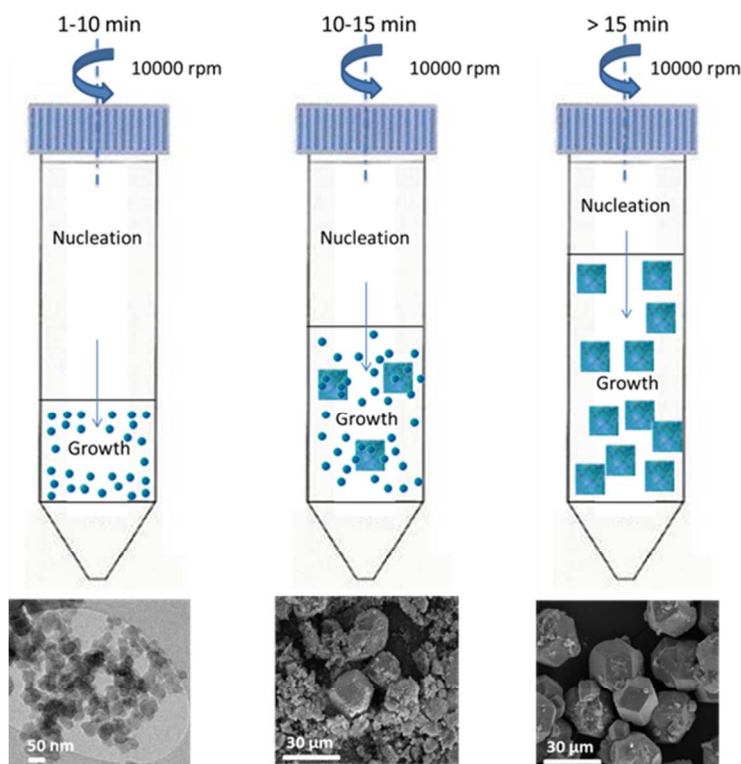 1-10 min
10000 rpm
Nucleation
Growth
50 nm
10-15 min
10000 rpm
Nucleation
Growth
30 µm
> 15 min
10000 rpm
Nucleation
Growth
30 µm